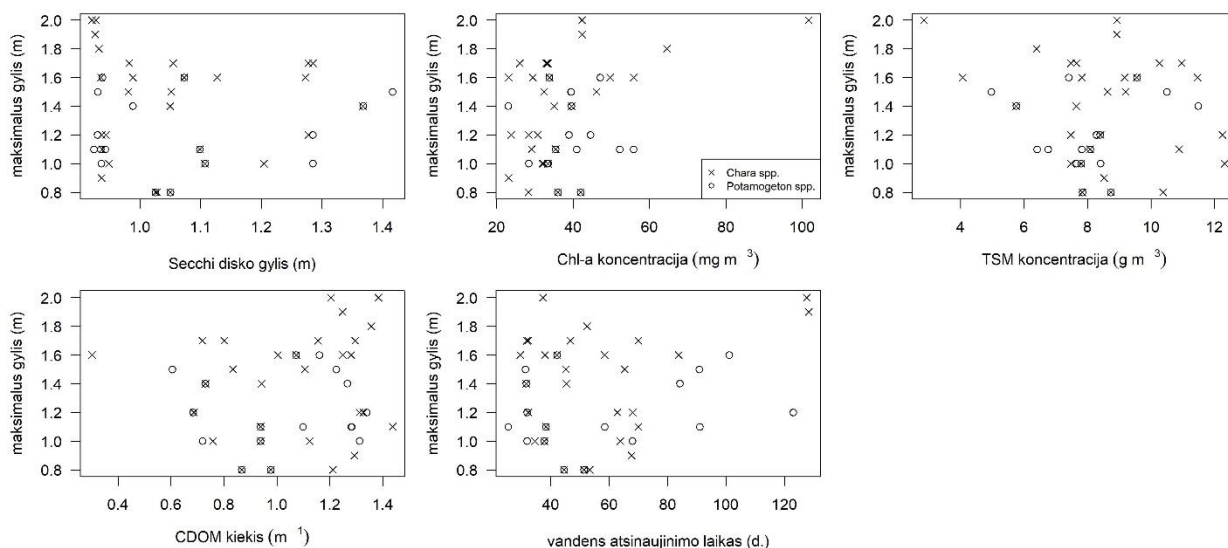 maksimalus gylis (m)
2.0
1.8
1.6
1.4
1.2
1.0
0.8
1.0 1.1 1.2 1.3 1.4
Secchi disko gylis (m)
maksimalus gylis (m)
2.0
1.8
1.6
1.4
1.2
1.0
0.8
Chara spp.
Potamogeton spp.
20 40 60 80 100
Chl-a koncentracija (mg m ³)
maksimalus gylis (m)
2.0
1.8
1.6
1.4
1.2
1.0
0.8
4 6 8 10 12
TSM koncentracija (g m ³)
maksimalus gylis (m)
2.0
1.8
1.6
1.4
1.2
1.0
0.8
0.4 0.6 0.8 1.0 1.2 1.4
CDOM kiekis (m ¹)
maksimalus gylis (m)
2.0
1.8
1.6
1.4
1.2
1.0
0.8
40 60 80 100 120
vandens atsinaujinimo laikas (d.)